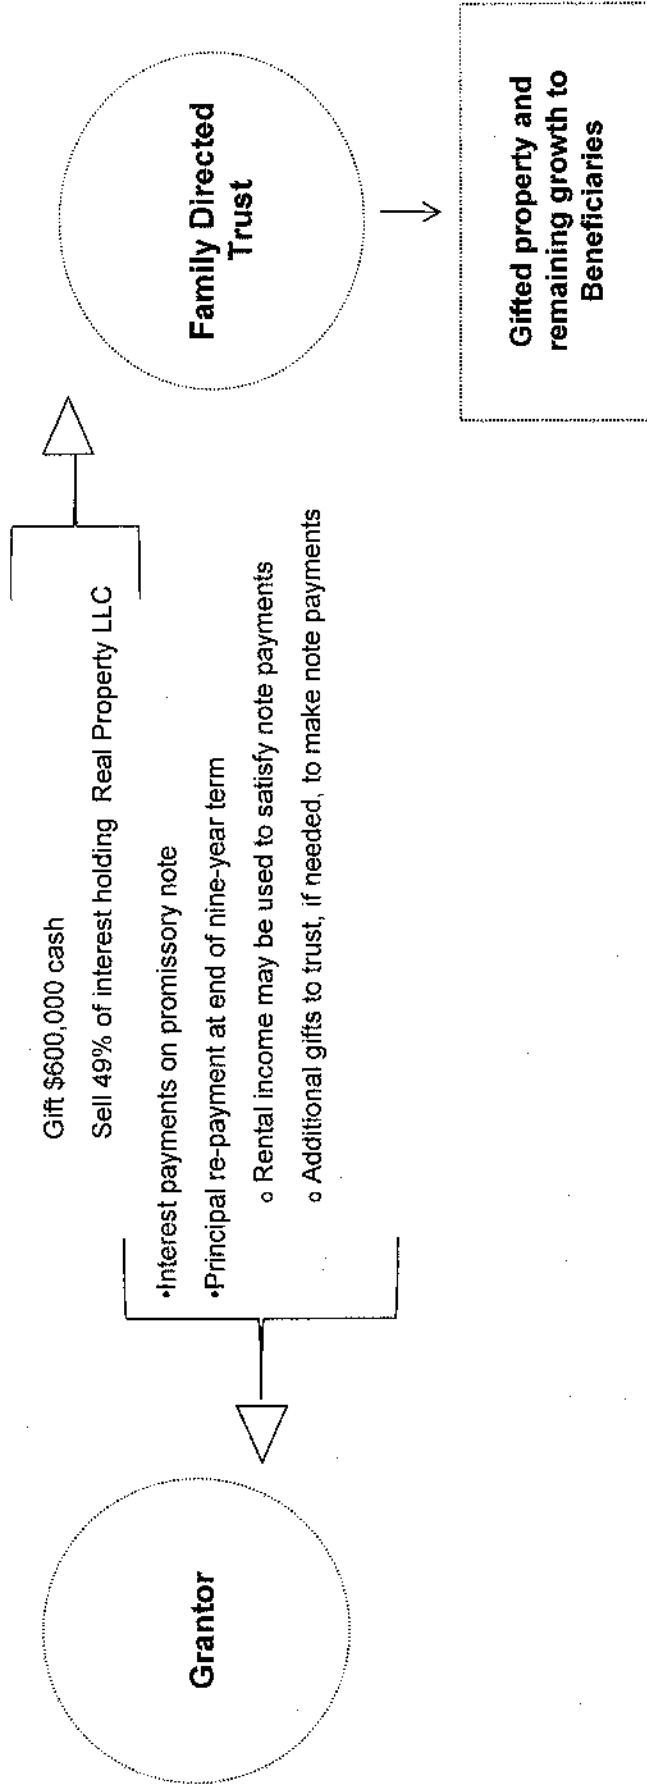 Grantor
Gift $600,000 cash
Sell 49% of interest holding Real Property LLC
•Interest payments on promissory note
•Principal re-payment at end of nine-year term
o Rental income may be used to satisfy note payments
o Additional gifts to trust, if needed, to make note payments
Family Directed
Trust
Gifted property and
remaining growth to
Beneficiaries